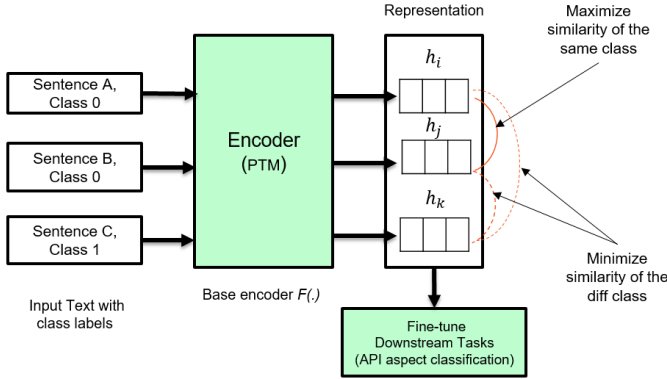 Representation
Maximize
similarity of the
same class
Sentence A,
Class 0
Sentence B,
Class 0
Sentence C,
Class 1
Input Text with
class labels
Encoder
(PTM)
Base encoder F(.)
h_i
h_j
h_k
Minimize
similarity of the
diff class
Fine-tune
Downstream Tasks
(API aspect classification)